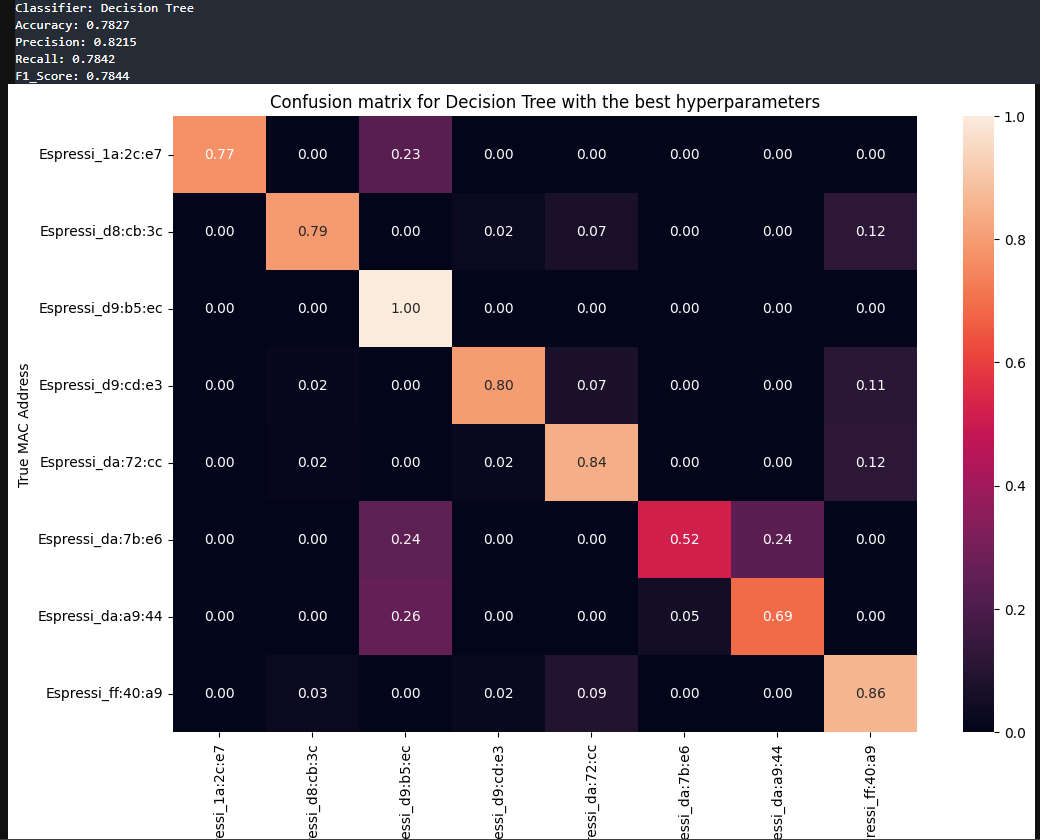 Classifier: Decision Tree
Accuracy: 0.7827
Precision: 0.8215
Recall: 0.7842
F1_Score: 0.7844
Confusion matrix for Decision Tree with the best hyperparameters
True MAC Address
Espressi_1a:2c:e7 0.77 0.00 0.23 0.00 0.00 0.00 0.00 0.00
Espressi_d8:cb:3c 0.00 0.79 0.00 0.02 0.07 0.00 0.00 0.12
Espressi_d9:b5:ec 0.00 0.00 1.00 0.00 0.00 0.00 0.00 0.00
Espressi_d9:cd:e3 0.00 0.02 0.00 0.80 0.07 0.00 0.00 0.11
Espressi_da:72:cc 0.00 0.02 0.00 0.02 0.84 0.00 0.00 0.12
Espressi_da:7b:e6 0.00 0.00 0.24 0.00 0.00 0.52 0.24 0.00
Espressi_da:a9:44 0.00 0.00 0.26 0.00 0.00 0.05 0.69 0.00
Espressi_ff:40:a9 0.00 0.03 0.00 0.02 0.09 0.00 0.00 0.86
essi_1a:2c:e7
essi_d8:cb:3c
essi_d9:b5:ec
essi_d9:cd:e3
ressi_da:72:cc
essi_da:7b:e6
essi_da:a9:44
ressi_ff:40:a9
1.0
0.8
0.6
0.4
0.2
0.0